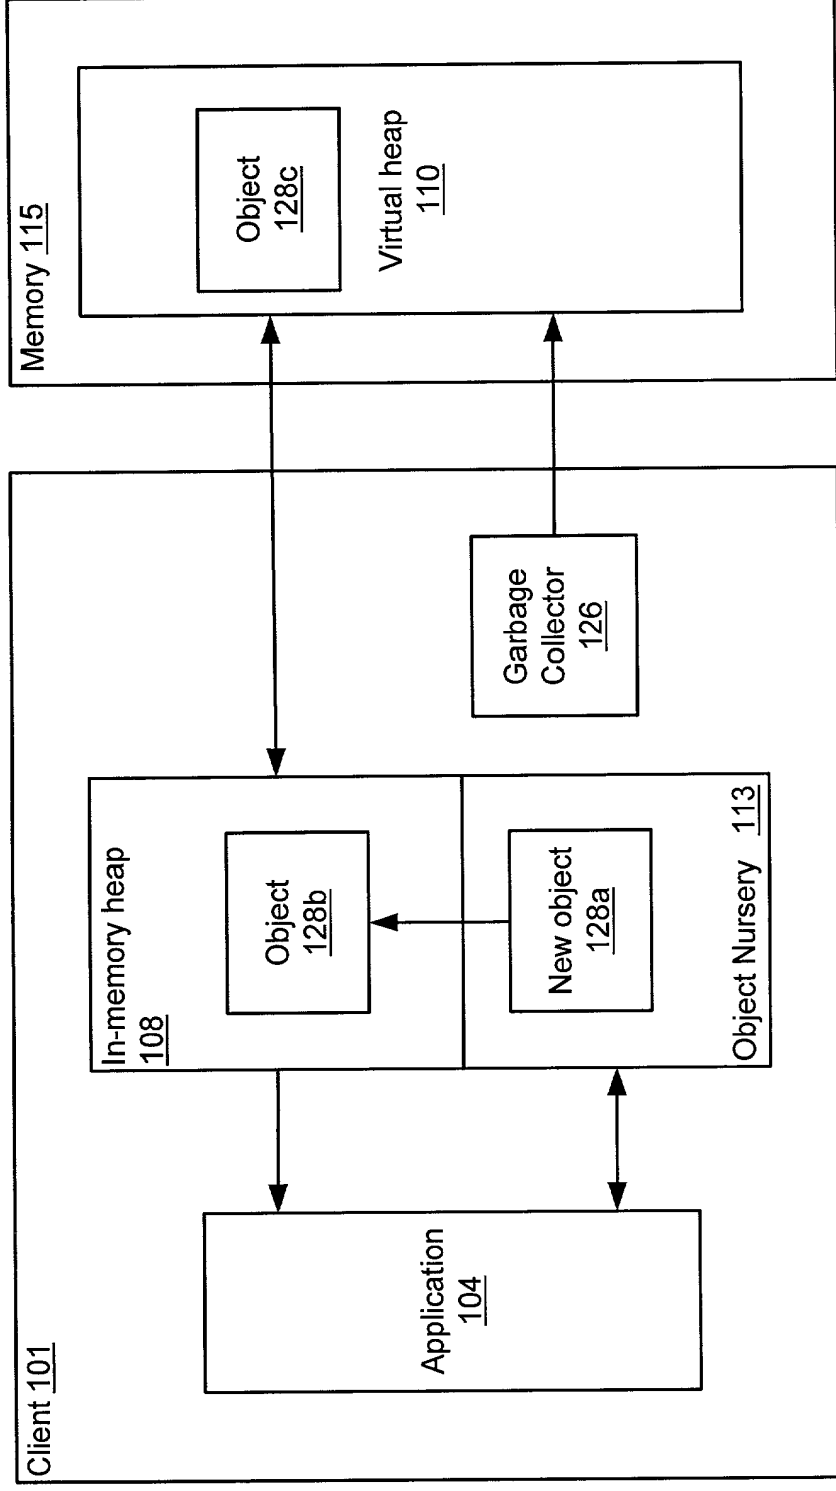 Client 101
Application
104
In-memory heap
108
Object
128b
New object
128a
Object Nursery 113
Garbage
Collector
126
Memory 115
Object
128c
Virtual heap
110